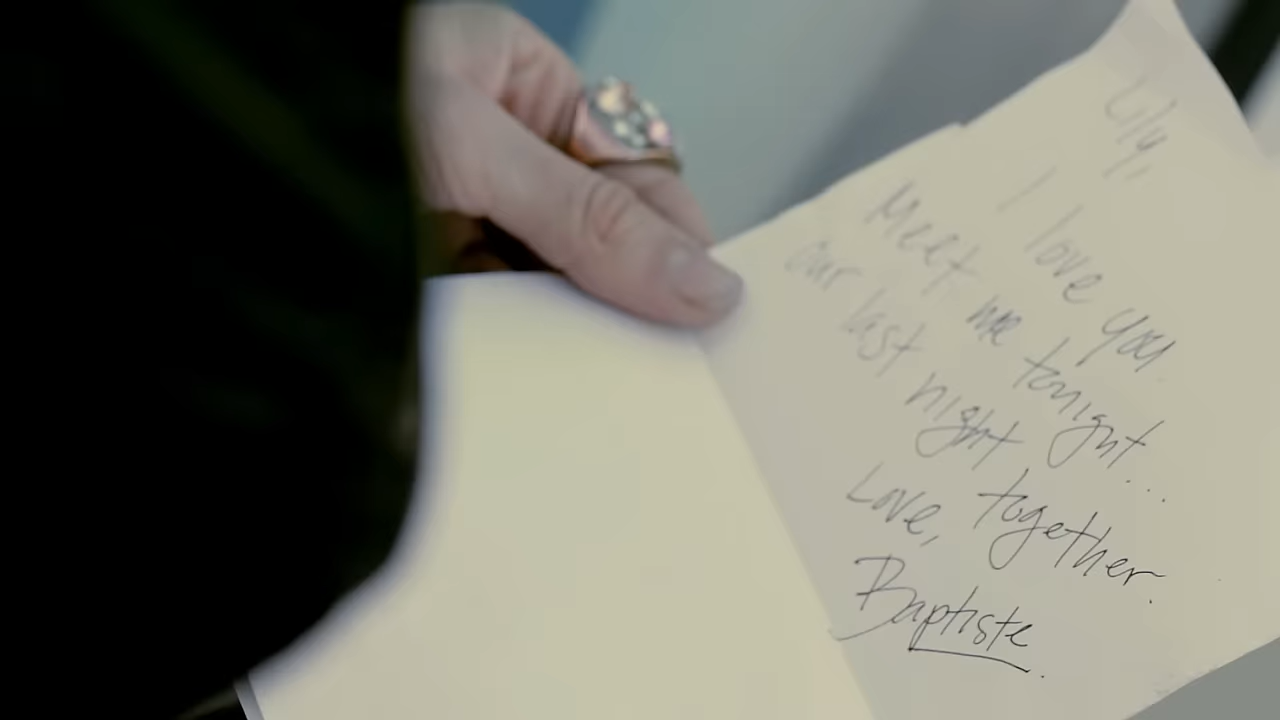 Lily,
I love you.
Meet me tonight...
our last night together.
Love,
Baptiste.